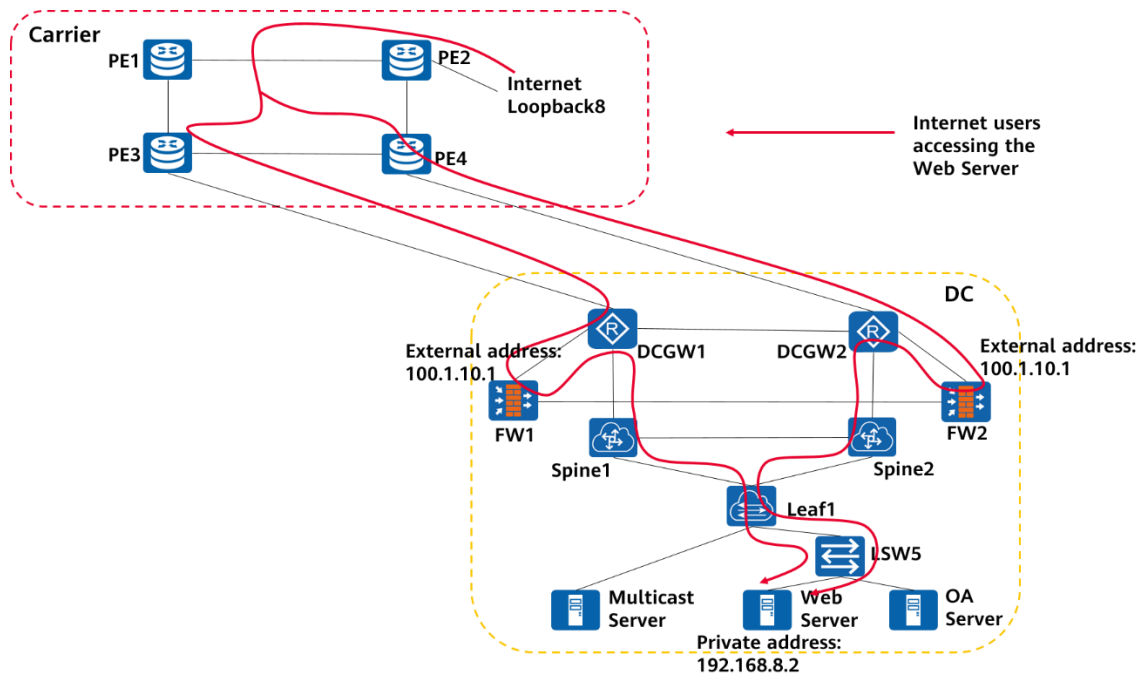 Carrier
PE1
PE2
Internet
Loopback8
PE3
PE4
Internet users
accessing the
Web Server
DC
R
DCGW1
R
DCGW2
External address:
100.1.10.1
External address:
100.1.10.1
FW1
FW2
Spine1
Spine2
Leaf1
LSW5
Multicast
Server
Web
Server
OA
Server
Private address:
192.168.8.2